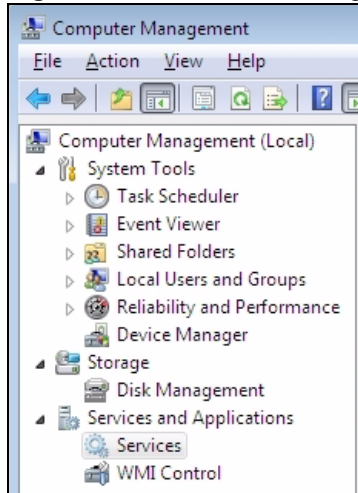 Computer Management
File Action View Help
Computer Management (Local)
System Tools
Task Scheduler
Event Viewer
Shared Folders
Local Users and Groups
Reliability and Performance
Device Manager
Storage
Disk Management
Services and Applications
Services
WMI Control